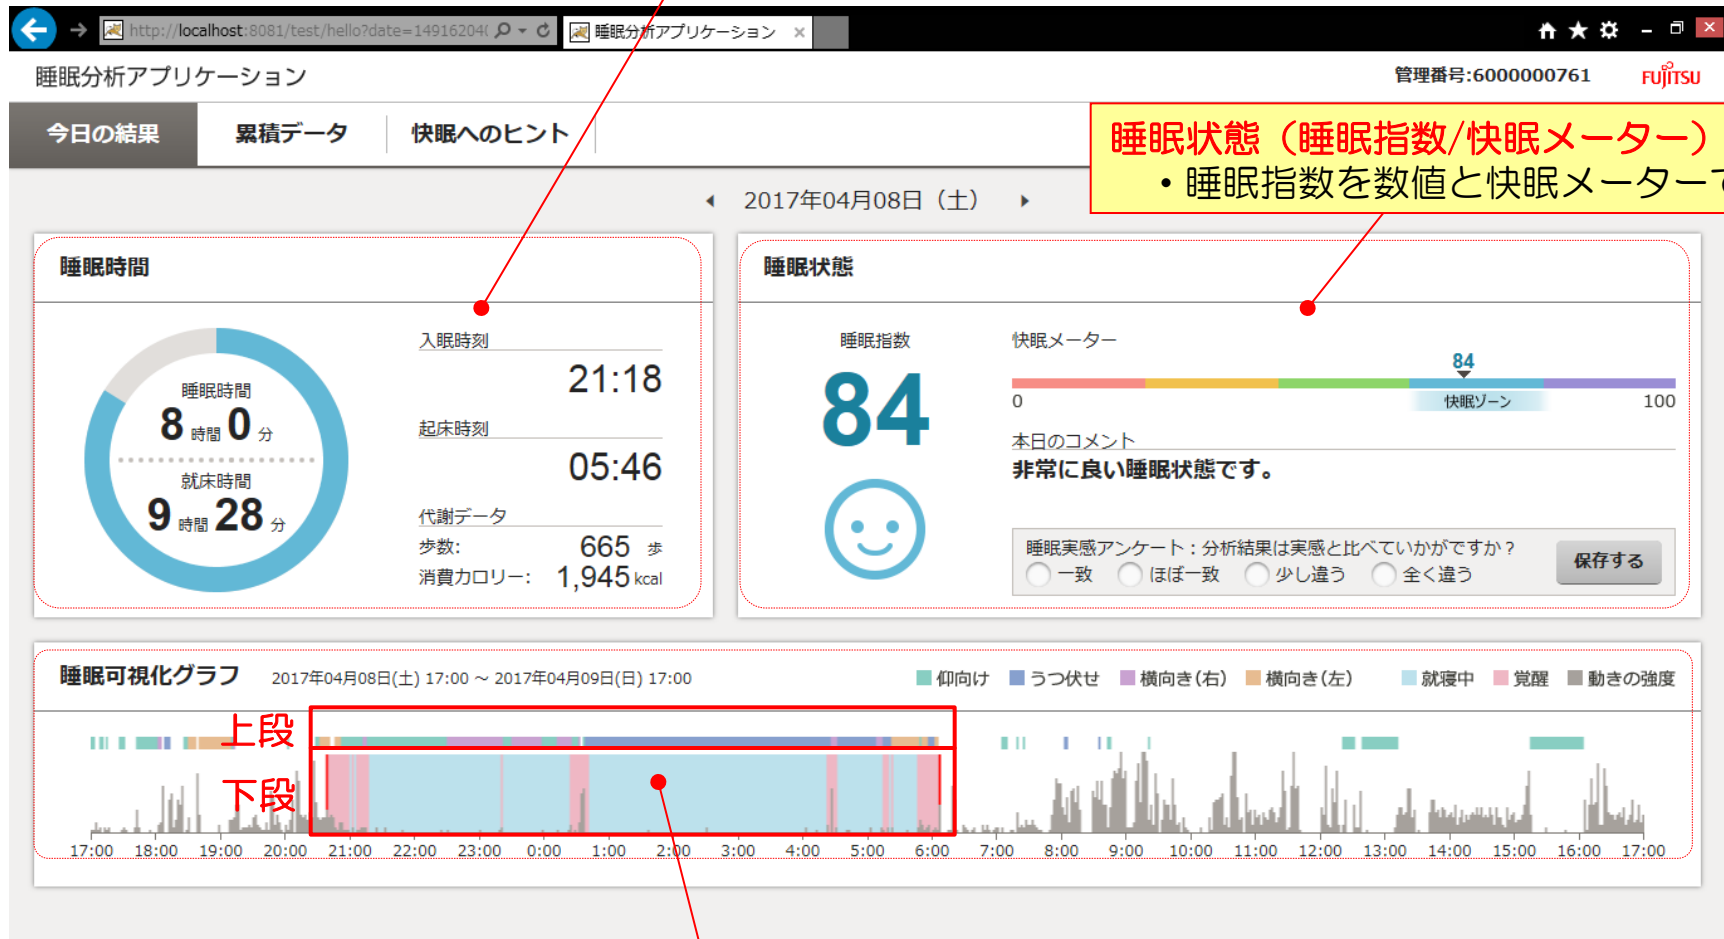 http://localhost:8081/test/hello?date=14916204(
睡眠分析アプリケーション ×
睡眠分析アプリケーション
管理番号:6000000761
FUJITSU
今日の結果 累積データ 快眠へのヒント
睡眠状態（睡眠指数/快眠メーター）
・睡眠指数を数値と快眠メーターで
2017年04月08日（土）
睡眠時間
睡眠時間
8 時間 0 分
就床時間
9 時間 28 分
入眠時刻
21:18
起床時刻
05:46
代謝データ
歩数: 665 歩
消費カロリー: 1,945 kcal
睡眠状態
睡眠指数
84
快眠メーター
84
0 快眠ゾーン 100
本日のコメント
非常に良い睡眠状態です。
睡眠実感アンケート：分析結果は実感と比べていかがですか？
一致 ほぼ一致 少し違う 全く違う
保存する
睡眠可視化グラフ 2017年04月08日(土) 17:00 ～ 2017年04月09日(日) 17:00
仰向け うつ伏せ 横向き(右) 横向き(左) 就寝中 覚醒 動きの強度
上段
下段
17:00 18:00 19:00 20:00 21:00 22:00 23:00 0:00 1:00 2:00 3:00 4:00 5:00 6:00 7:00 8:00 9:00 10:00 11:00 12:00 13:00 14:00 15:00 16:00 17:00